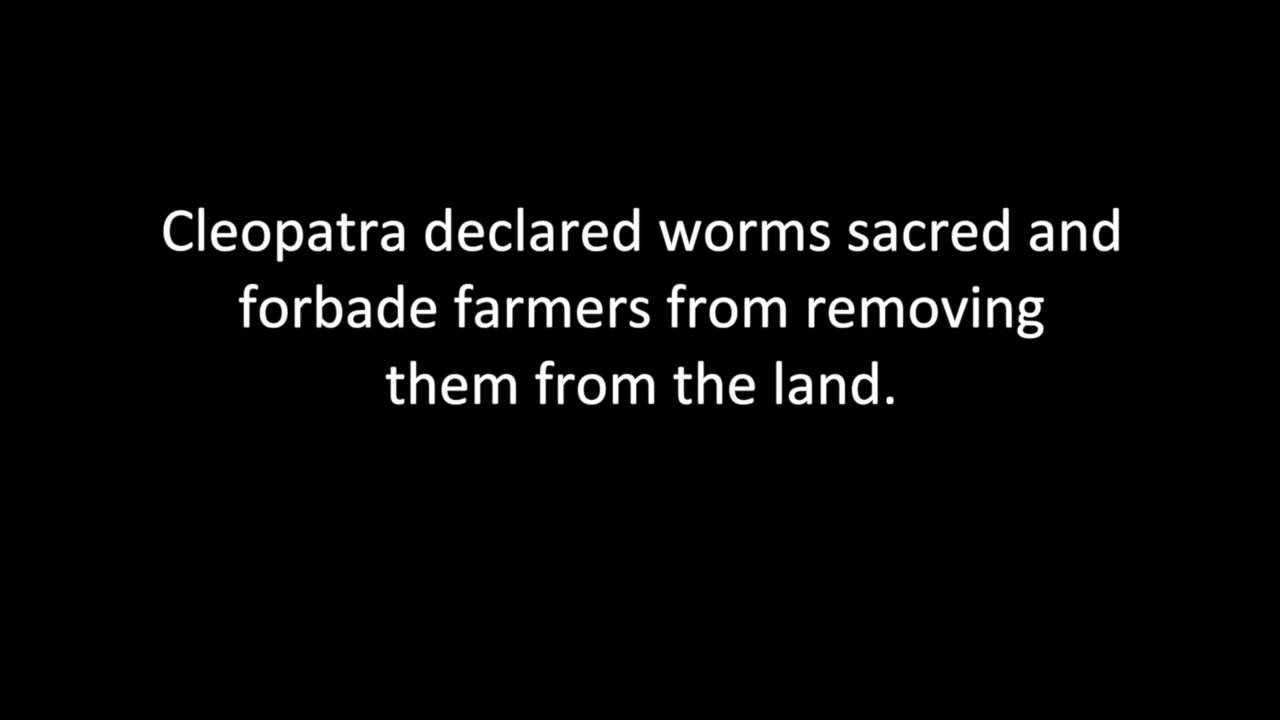 Cleopatra declared worms sacred and
forbade farmers from removing
them from the land.